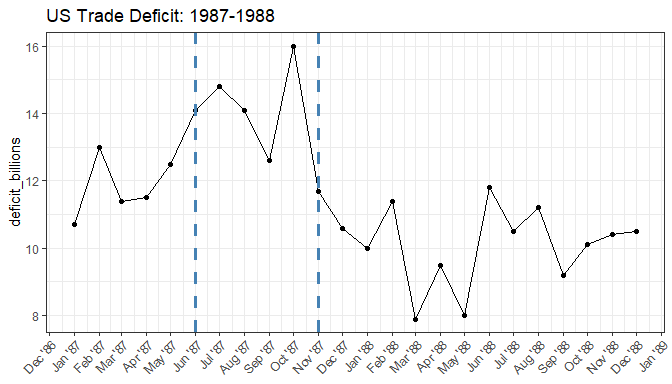 US Trade Deficit: 1987-1988
deficit_billions
16
14
12
10
8
Dec '86
Jan '87
Feb '87
Mar '87
Apr '87
May '87
Jun '87
Jul '87
Aug '87
Sep '87
Oct '87
Nov '87
Dec '87
Jan '88
Feb '88
Mar '88
Apr '88
May '88
Jun '88
Jul '88
Aug '88
Sep '88
Oct '88
Nov '88
Dec '88
Jan '89